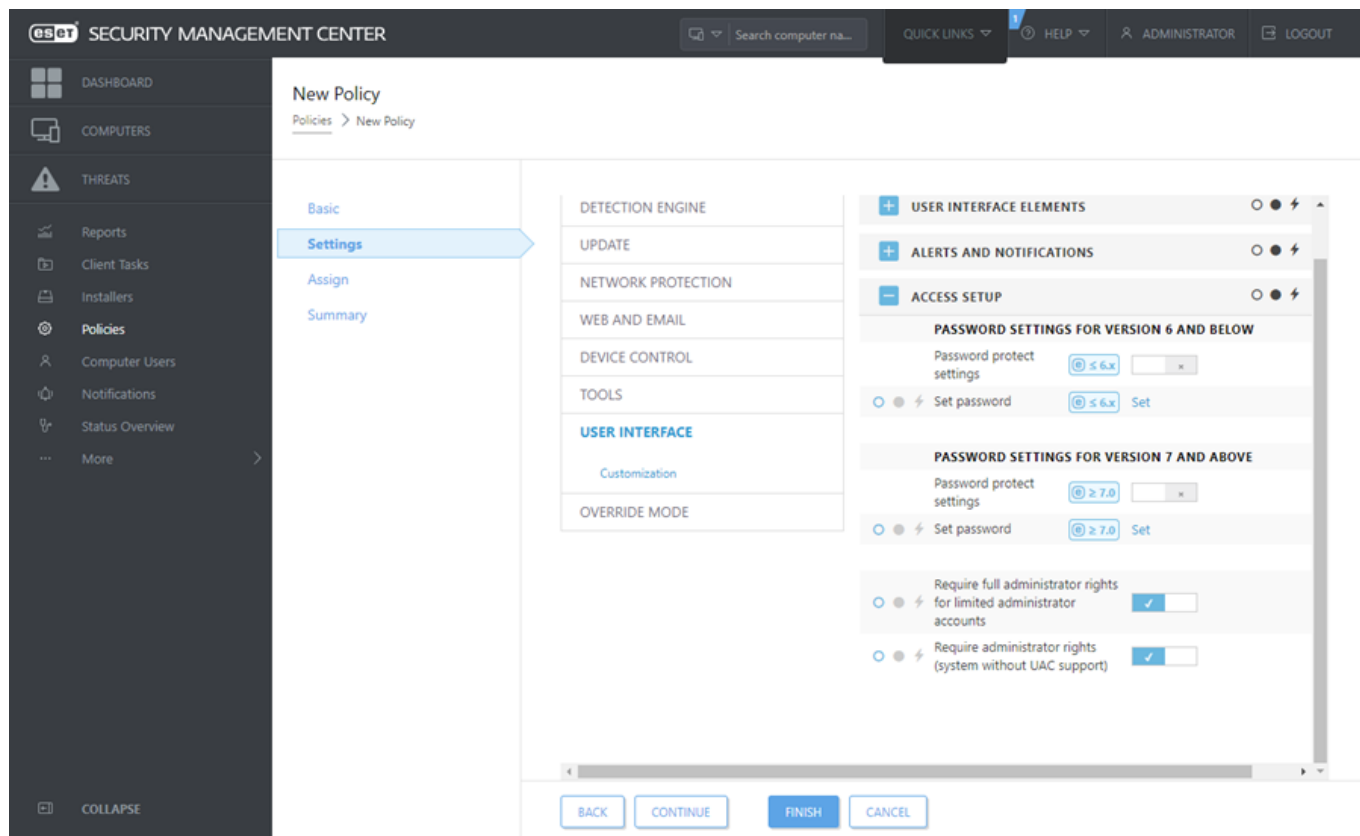 eset SECURITY MANAGEMENT CENTER
Search computer na...
QUICK LINKS
1
HELP
ADMINISTRATOR
LOGOUT
DASHBOARD
COMPUTERS
THREATS
Reports
Client Tasks
Installers
Policies
Computer Users
Notifications
Status Overview
More
COLLAPSE
New Policy
Policies > New Policy
Basic
Settings
Assign
Summary
DETECTION ENGINE
UPDATE
NETWORK PROTECTION
WEB AND EMAIL
DEVICE CONTROL
TOOLS
USER INTERFACE
Customization
OVERRIDE MODE
USER INTERFACE ELEMENTS
ALERTS AND NOTIFICATIONS
ACCESS SETUP
PASSWORD SETTINGS FOR VERSION 6 AND BELOW
Password protect
settings
≤ 6.x
Set password
≤ 6.x
Set
PASSWORD SETTINGS FOR VERSION 7 AND ABOVE
Password protect
settings
≥ 7.0
Set password
≥ 7.0
Set
Require full administrator rights
for limited administrator
accounts
Require administrator rights
(system without UAC support)
BACK
CONTINUE
FINISH
CANCEL